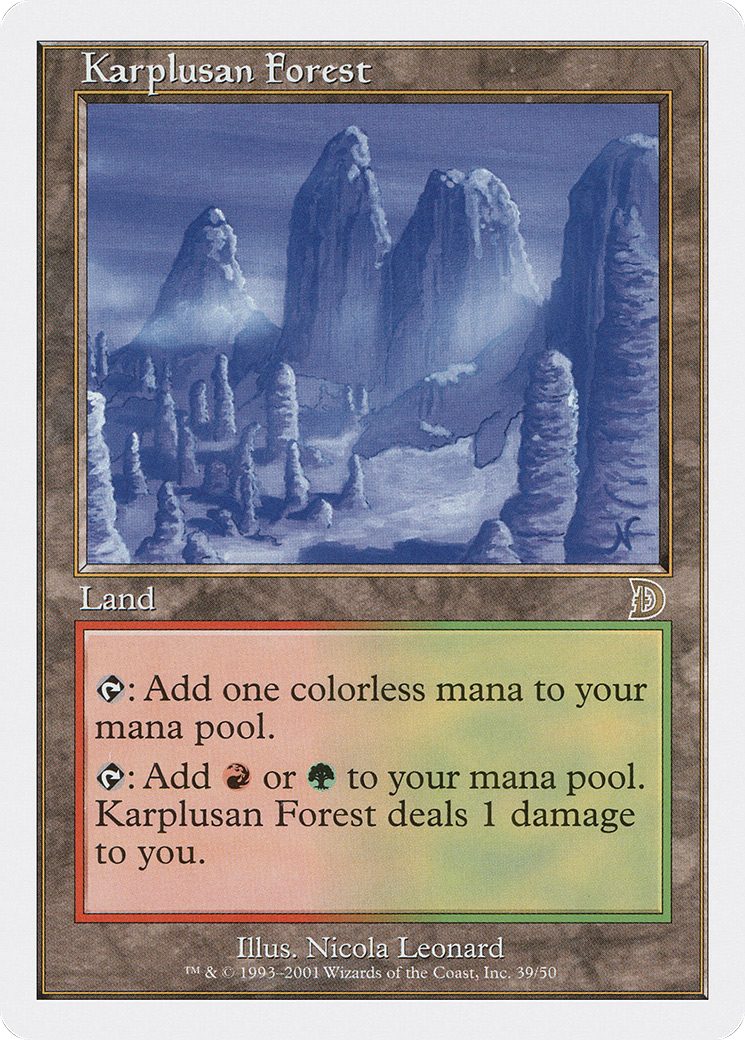 Karplusan Forest
Land
: Add one colorless mana to your
mana pool.
: Add or to your mana pool.
Karplusan Forest deals 1 damage
to you.
Illus. Nicola Leonard
™ & © 1993–2001 Wizards of the Coast, Inc. 39/50